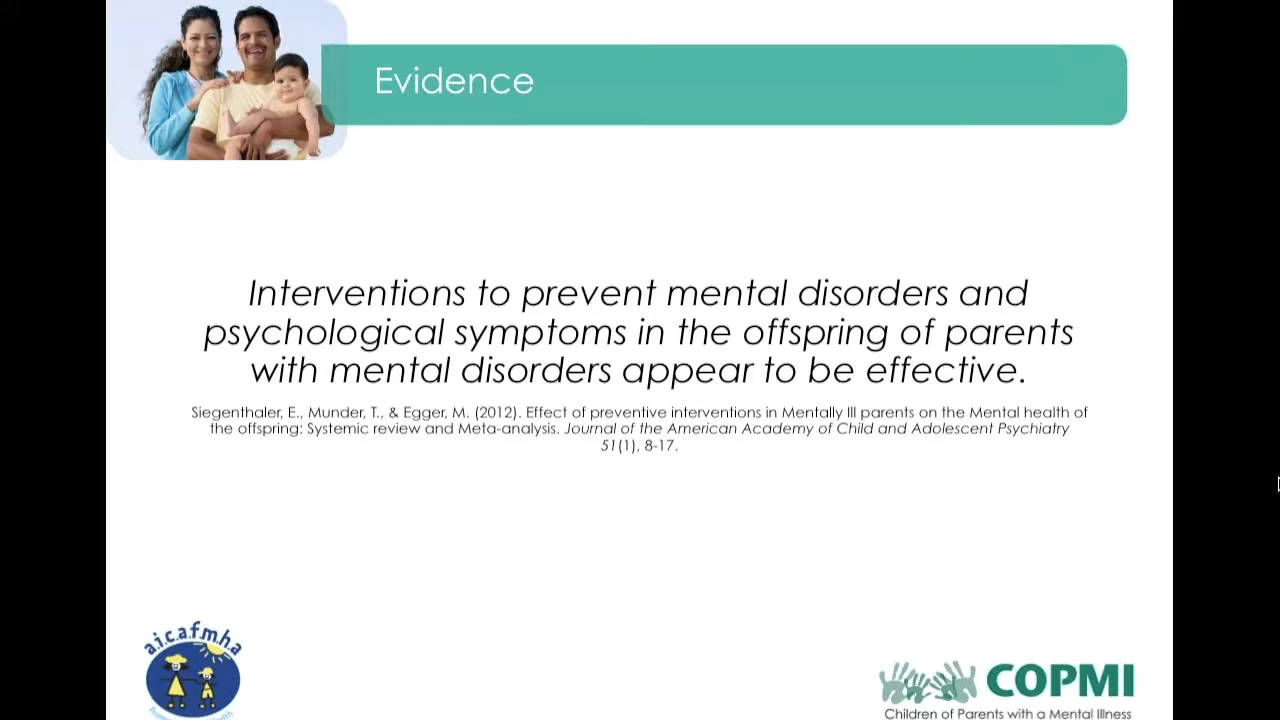 Evidence
Interventions to prevent mental disorders and
psychological symptoms in the offspring of parents
with mental disorders appear to be effective.
Siegenthaler, E., Munder, T., & Egger, M. (2012). Effect of preventive interventions in Mentally Ill parents on the Mental health of
the offspring: Systemic review and Meta-analysis. Journal of the American Academy of Child and Adolescent Psychiatry
51(1), 8-17.
a.i.c.a.f.m.h.a
COPMI
Children of Parents with a Mental Illness